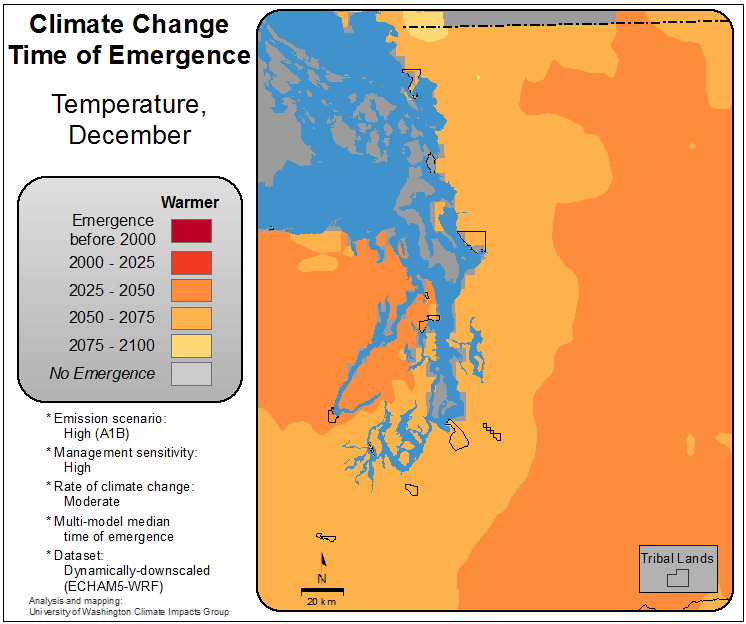 Climate Change
Time of Emergence
Temperature,
December
Warmer
Emergence
before 2000
2000 - 2025
2025 - 2050
2050 - 2075
2075 - 2100
No Emergence
* Emission scenario:
High (A1B)
* Management sensitivity:
High
* Rate of climate change:
Moderate
* Multi-model median
time of emergence
* Dataset:
Dynamically-downscaled
(ECHAM5-WRF)
Analysis and mapping:
University of Washington Climate Impacts Group
N
20 km
Tribal Lands